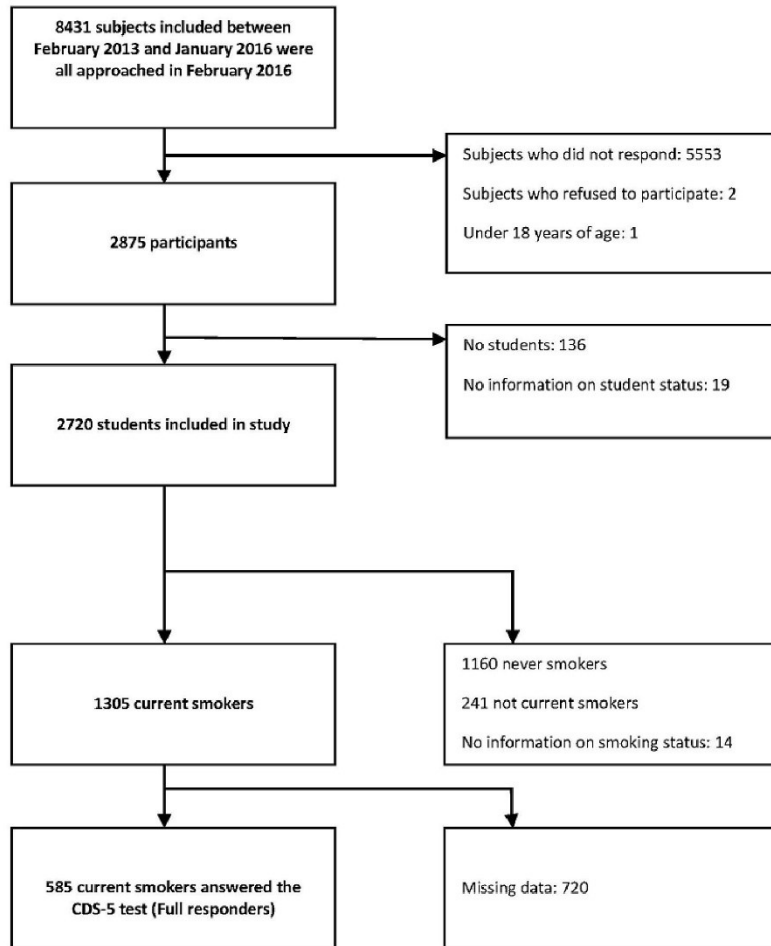 8431 subjects included between
February 2013 and January 2016 were
all approached in February 2016
Subjects who did not respond: 5553
Subjects who refused to participate: 2
Under 18 years of age: 1
2875 participants
No students: 136
No information on student status: 19
2720 students included in study
1160 never smokers
241 not current smokers
No information on smoking status: 14
1305 current smokers
585 current smokers answered the
CDS-5 test (Full responders)
Missing data: 720